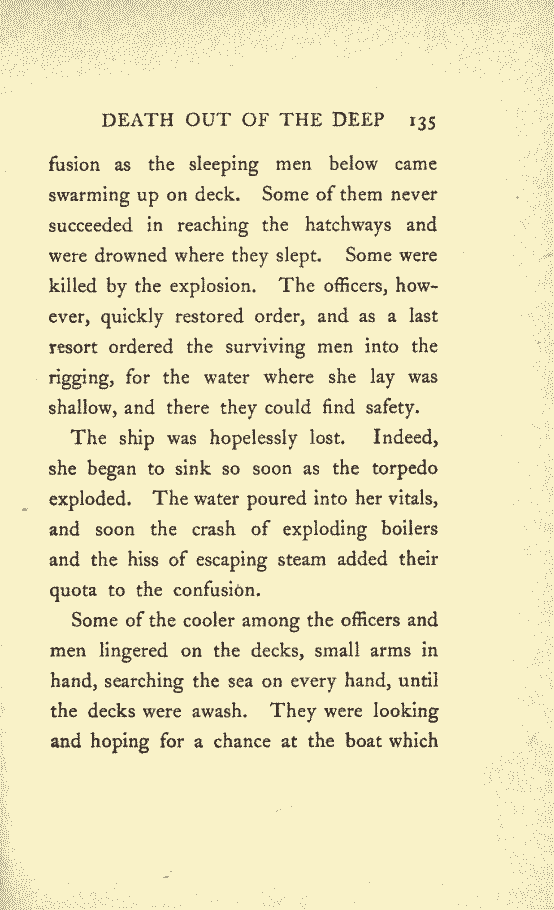 DEATH OUT OF THE DEEP 135
fusion as the sleeping men below came
swarming up on deck. Some of them never
succeeded in reaching the hatchways and
were drowned where they slept. Some were
killed by the explosion. The officers, how-
ever, quickly restored order, and as a last
resort ordered the surviving men into the
rigging, for the water where she lay was
shallow, and there they could find safety.
The ship was hopelessly lost. Indeed,
she began to sink so soon as the torpedo
exploded. The water poured into her vitals,
and soon the crash of exploding boilers
and the hiss of escaping steam added their
quota to the confusion.
Some of the cooler among the officers and
men lingered on the decks, small arms in
hand, searching the sea on every hand, until
the decks were awash. They were looking
and hoping for a chance at the boat which